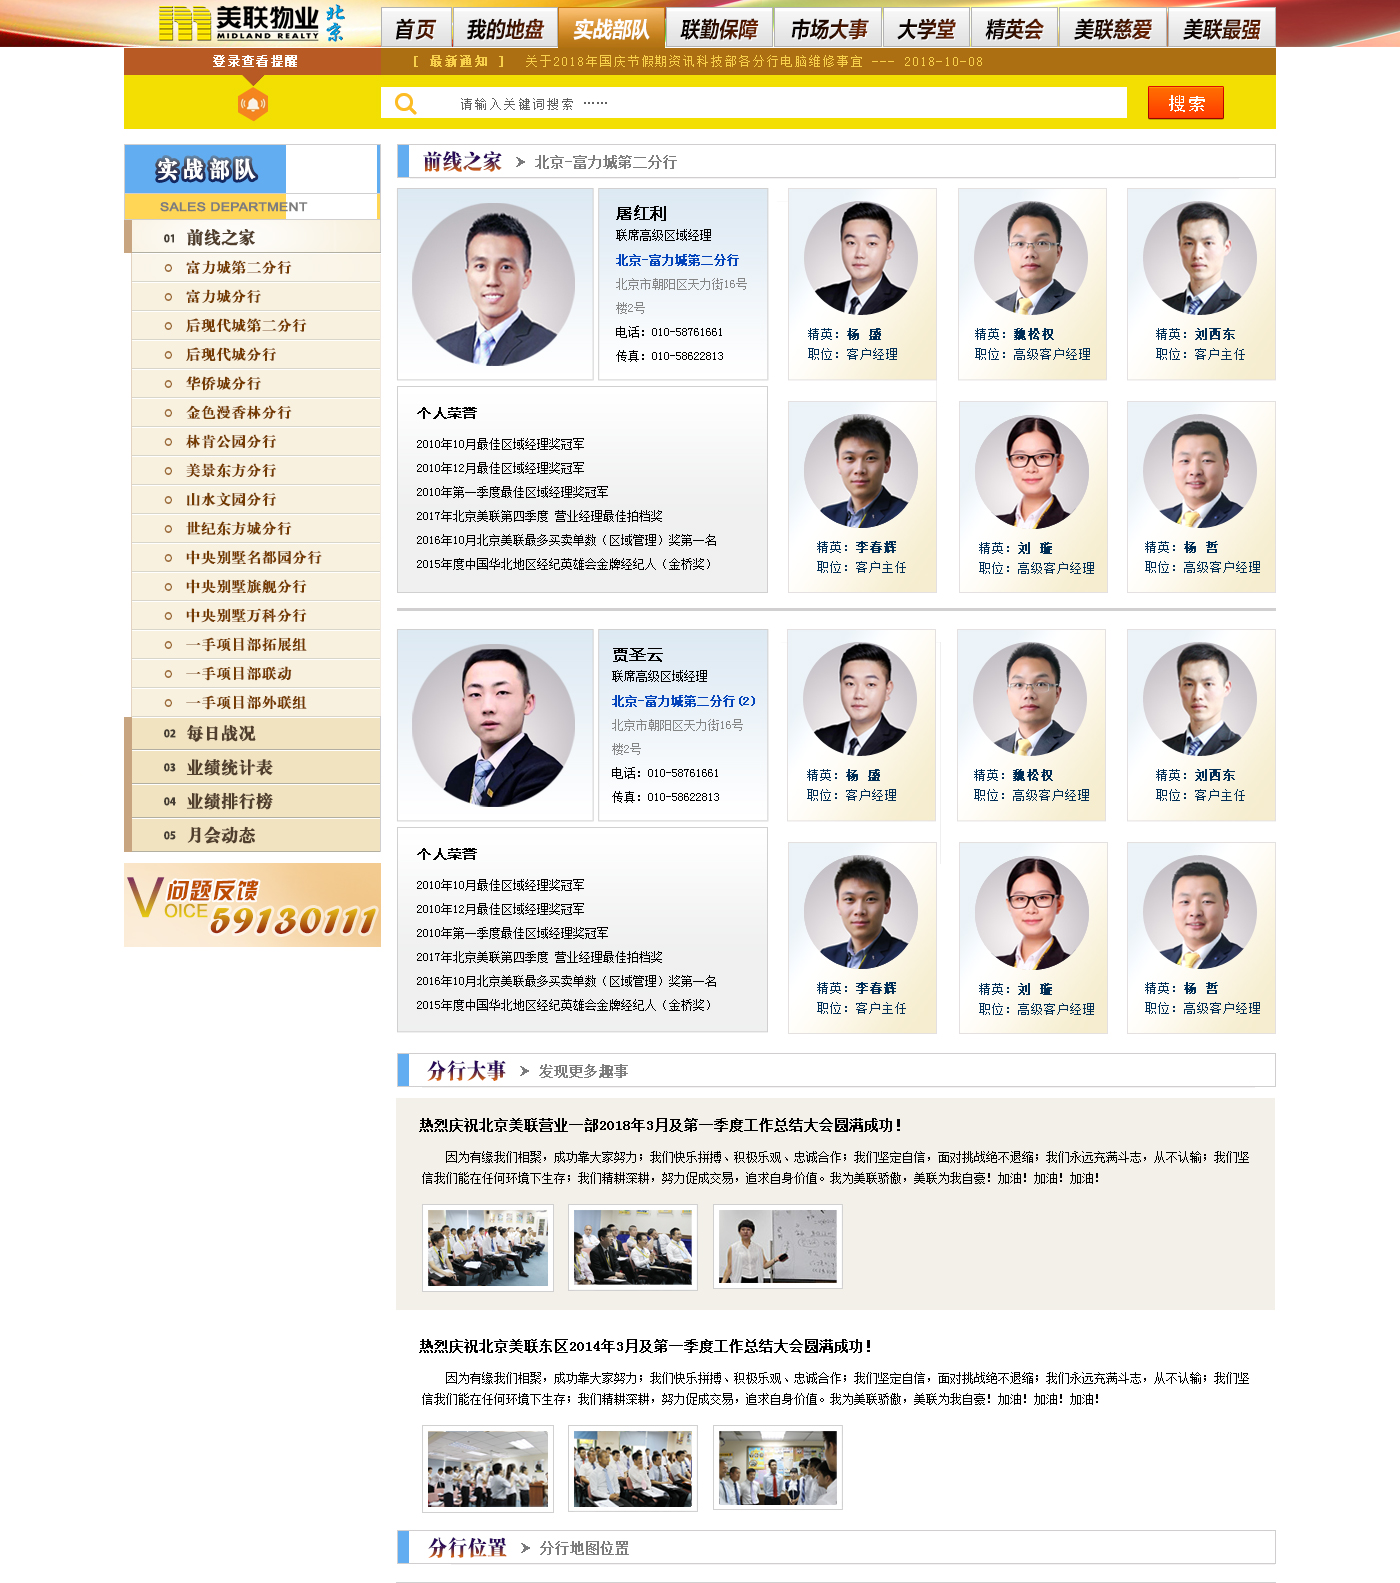 美联物业 北京
MIDLAND REALTY
首页 我的地盘 实战部队 联勤保障 市场大事 大学堂 精英会 美联慈爱 美联最强
登录查看提醒
[ 最新通知 ] 关于2018年国庆节假期资讯科技部各分行电脑维修事宜 --- 2018-10-08
请输入关键词搜索 ……
搜索
实战部队
SALES DEPARTMENT
01 前线之家
富力城第二分行
富力城分行
后现代城第二分行
后现代城分行
华侨城分行
金色漫香林分行
林肯公园分行
美景东方分行
山水文园分行
世纪东方城分行
中央别墅名都园分行
中央别墅旗舰分行
中央别墅万科分行
一手项目部拓展组
一手项目部联动
一手项目部外联组
02 每日战况
03 业绩统计表
04 业绩排行榜
05 月会动态
VOICE 问题反馈
59130111
前线之家 > 北京-富力城第二分行
屠红利
联席高级区域经理
北京-富力城第二分行
北京市朝阳区天力街16号
楼2号
电话: 010-58761661
传真: 010-58622813
精英: 杨 盛
职位: 客户经理
精英: 魏松权
职位: 高级客户经理
精英: 刘西东
职位: 客户主任
个人荣誉
2010年10月最佳区域经理奖冠军
2010年12月最佳区域经理奖冠军
2010年第一季度最佳区域经理奖冠军
2017年北京美联第四季度 营业经理最佳拍档奖
2016年10月北京美联最多买卖单数（区域管理）奖第一名
2015年度中国华北地区经纪英雄会金牌经纪人（金桥奖）
精英: 李春辉
职位: 客户主任
精英: 刘 璇
职位: 高级客户经理
精英: 杨 哲
职位: 高级客户经理
贾圣云
联席高级区域经理
北京-富力城第二分行(2)
北京市朝阳区天力街16号
楼2号
电话: 010-58761661
传真: 010-58622813
精英: 杨 盛
职位: 客户经理
精英: 魏松权
职位: 高级客户经理
精英: 刘西东
职位: 客户主任
个人荣誉
2010年10月最佳区域经理奖冠军
2010年12月最佳区域经理奖冠军
2010年第一季度最佳区域经理奖冠军
2017年北京美联第四季度 营业经理最佳拍档奖
2016年10月北京美联最多买卖单数（区域管理）奖第一名
2015年度中国华北地区经纪英雄会金牌经纪人（金桥奖）
精英: 李春辉
职位: 客户主任
精英: 刘 璇
职位: 高级客户经理
精英: 杨 哲
职位: 高级客户经理
分行大事 > 发现更多趣事
热烈庆祝北京美联营业一部2018年3月及第一季度工作总结大会圆满成功!
因为有缘我们相聚，成功靠大家努力；我们快乐拼搏、积极乐观、忠诚合作；我们坚定自信，面对挑战绝不退缩；我们永远充满斗志，从不认输；我们坚
信我们能在任何环境下生存；我们精耕深耕，努力促成交易，追求自身价值。我为美联骄傲，美联为我自豪! 加油! 加油! 加油!
热烈庆祝北京美联东区2014年3月及第一季度工作总结大会圆满成功!
因为有缘我们相聚，成功靠大家努力；我们快乐拼搏、积极乐观、忠诚合作；我们坚定自信，面对挑战绝不退缩；我们永远充满斗志，从不认输；我们坚
信我们能在任何环境下生存；我们精耕深耕，努力促成交易，追求自身价值。我为美联骄傲，美联为我自豪! 加油! 加油! 加油!
分行位置 > 分行地图位置